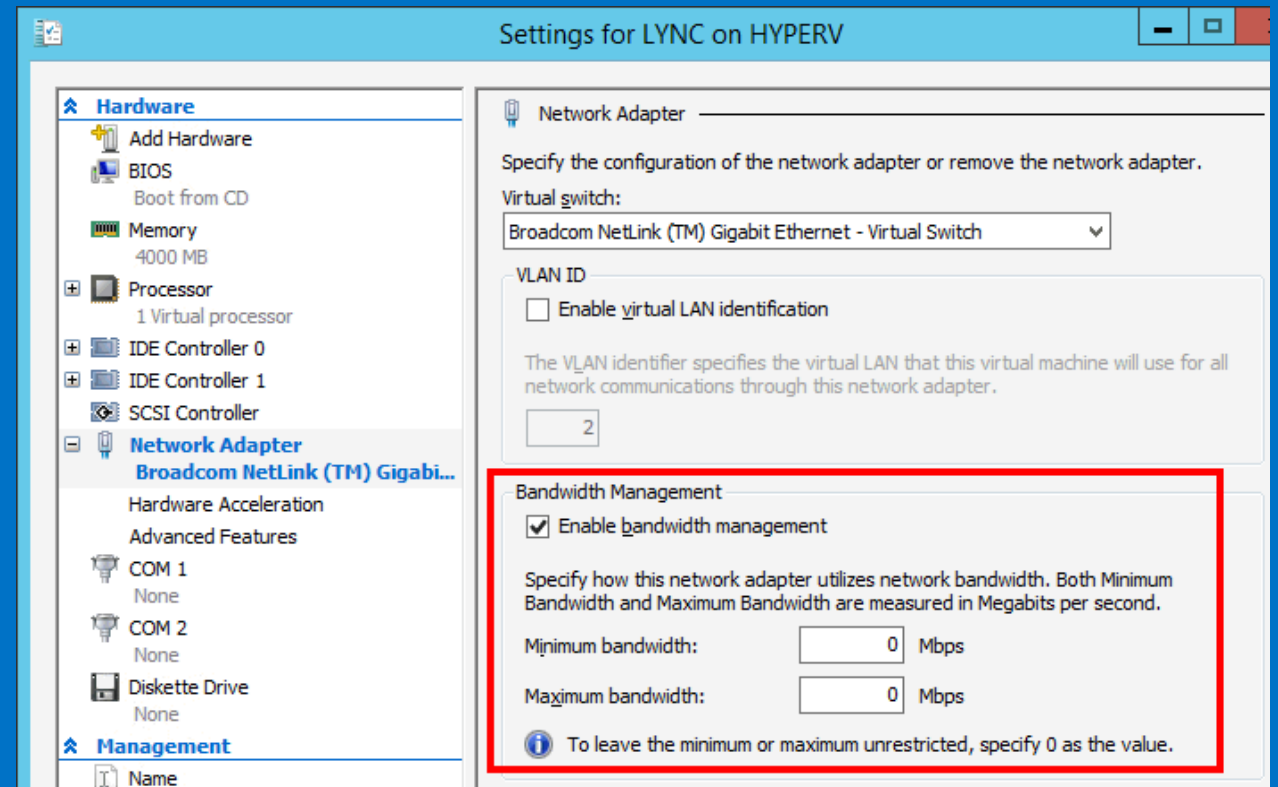 Settings for LYNC on HYPERV
Hardware
Add Hardware
BIOS
Boot from CD
Memory
4000 MB
Processor
1 Virtual processor
IDE Controller 0
IDE Controller 1
SCSI Controller
Network Adapter
Broadcom NetLink (TM) Gigabi...
Hardware Acceleration
Advanced Features
COM 1
None
COM 2
None
Diskette Drive
None
Management
Name
Network Adapter
Specify the configuration of the network adapter or remove the network adapter.
Virtual switch:
Broadcom NetLink (TM) Gigabit Ethernet - Virtual Switch
VLAN ID
Enable virtual LAN identification
The VLAN identifier specifies the virtual LAN that this virtual machine will use for all
network communications through this network adapter.
2
Bandwidth Management
Enable bandwidth management
Specify how this network adapter utilizes network bandwidth. Both Minimum
Bandwidth and Maximum Bandwidth are measured in Megabits per second.
Minimum bandwidth: 0 Mbps
Maximum bandwidth: 0 Mbps
To leave the minimum or maximum unrestricted, specify 0 as the value.